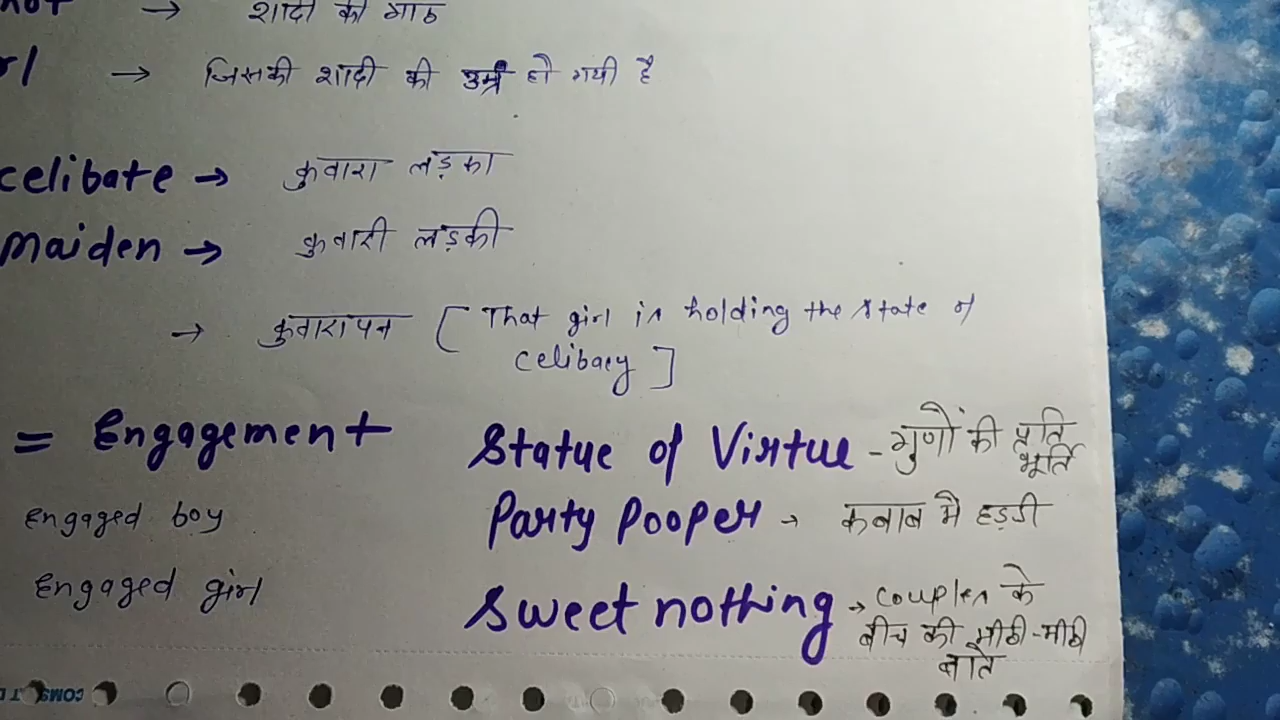 → शादी की गाठ
→ जिसकी शादी की उम्र हो गयी है
celibate → कुवारा लड़का
Maiden → कुवारी लड़की
→ कुवारापन [ That girl is holding the state of
celibacy ]
= Engagement
Statue of Virtue - गुणों की प्रति
मूर्ति
Engaged boy
Party Pooper → कबाब मै हड्डी
Engaged girl
Sweet nothing → couples के
बीच की मीठी-मीठी
बाते